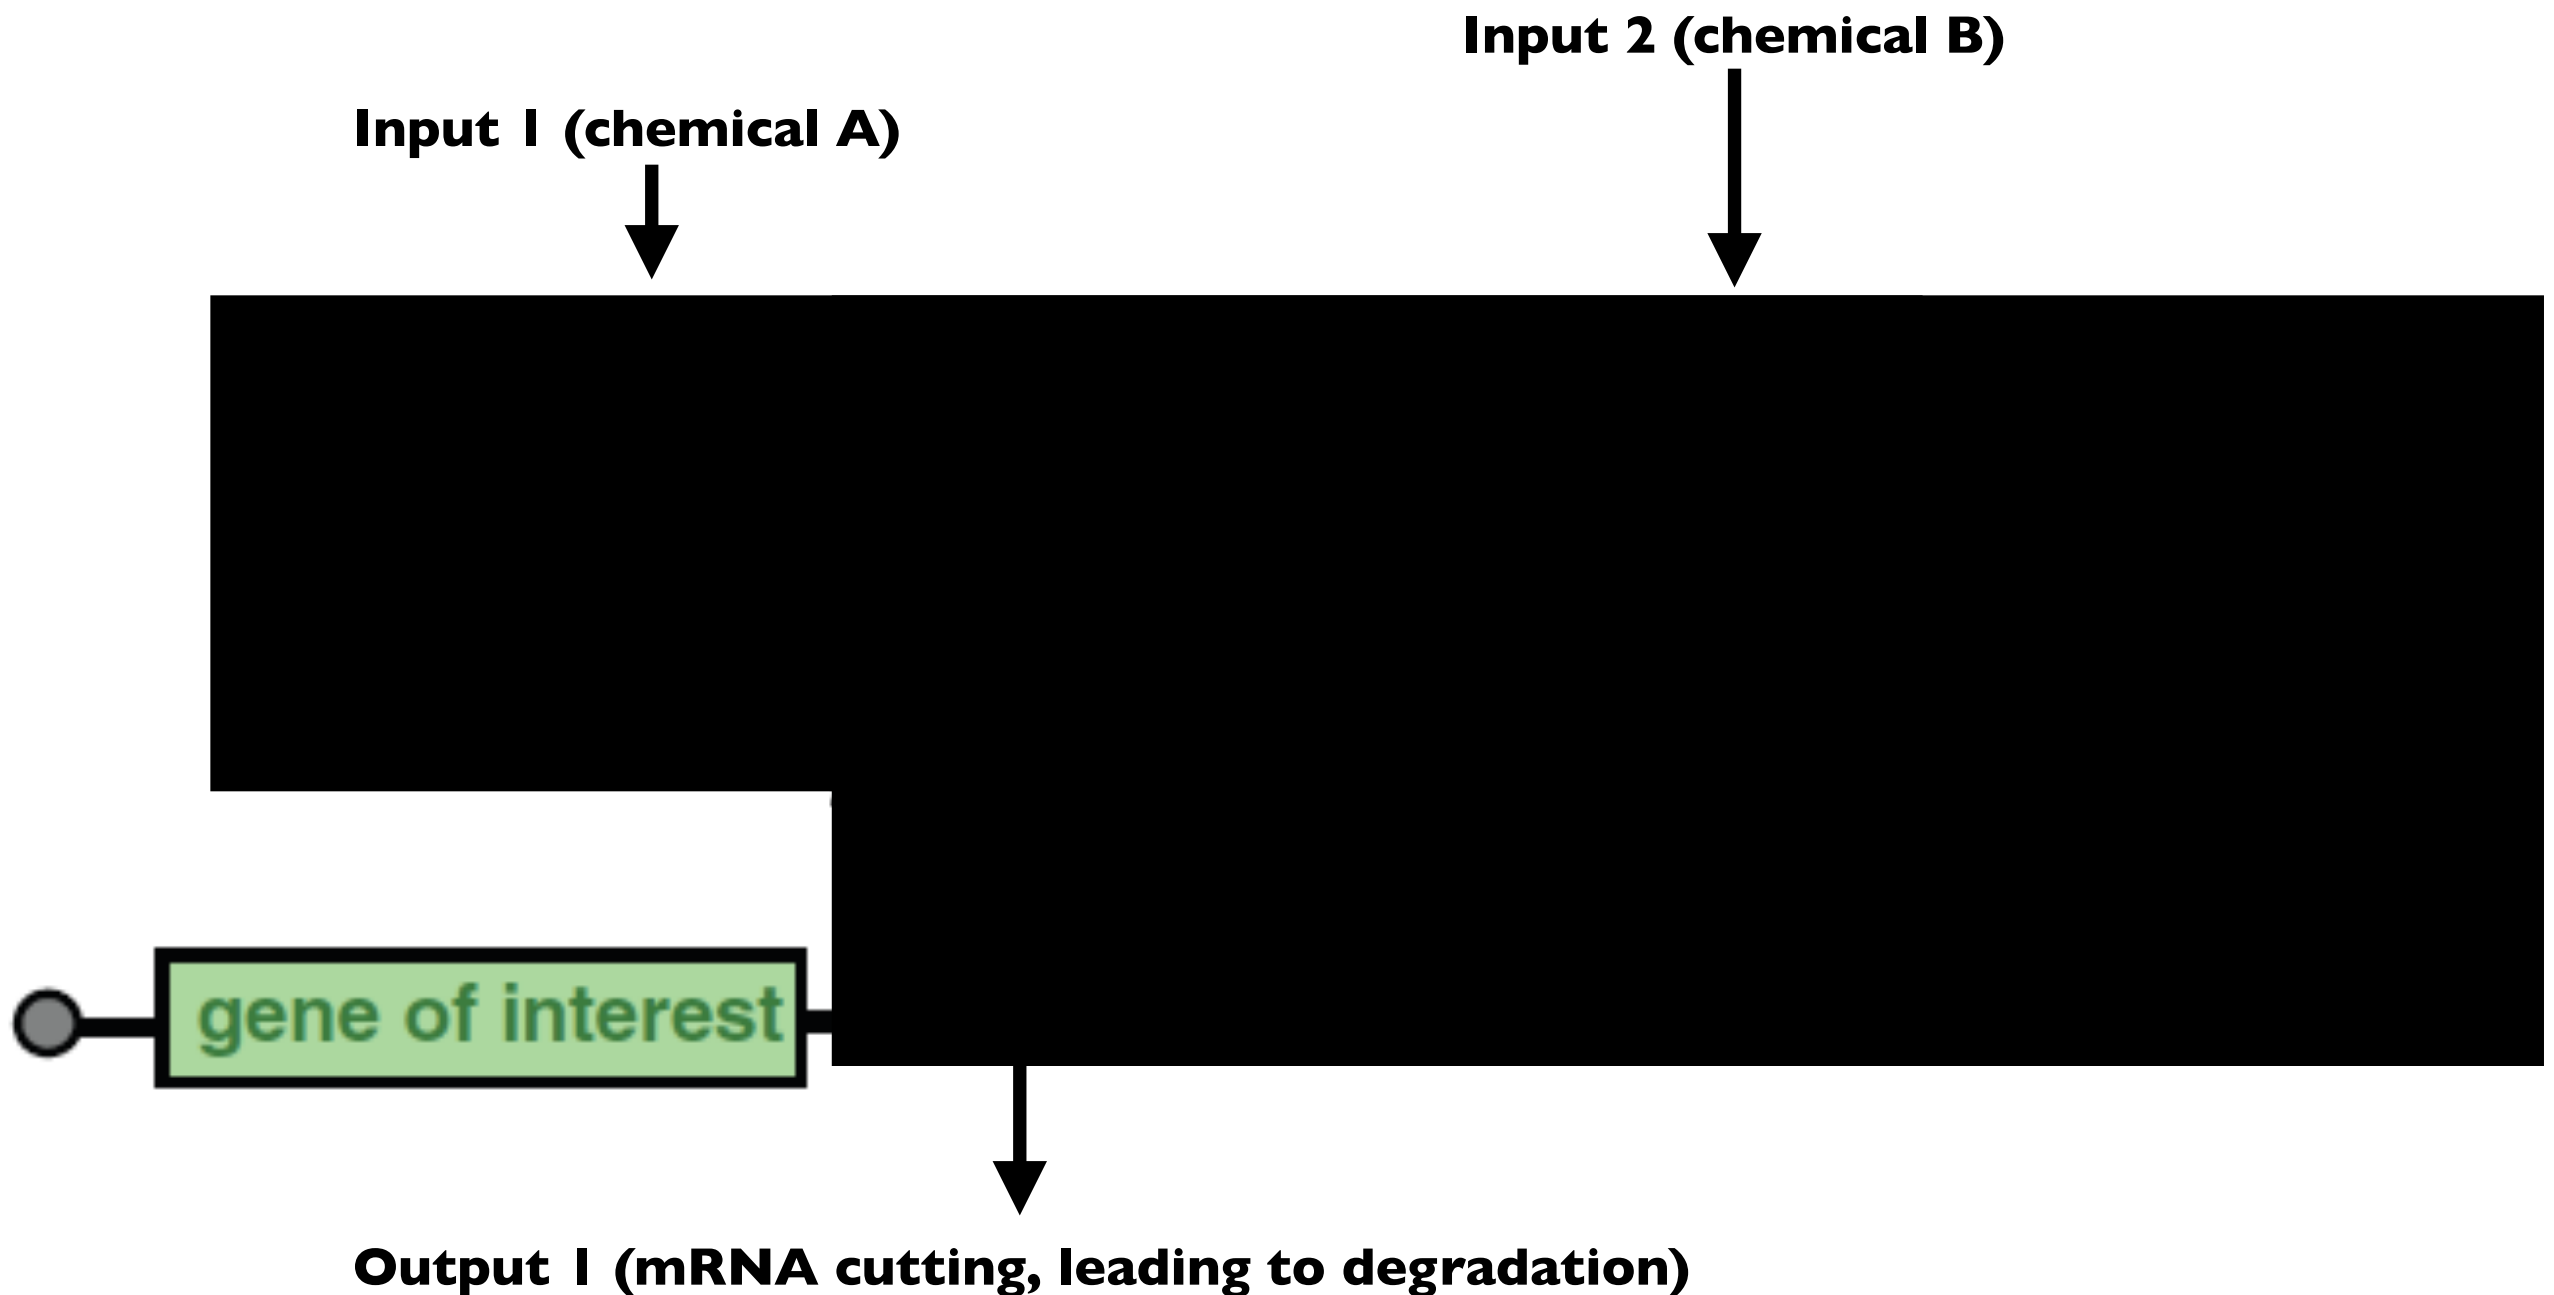 Input 2 (chemical B)
Input 1 (chemical A)
gene of interest
Output 1 (mRNA cutting, leading to degradation)